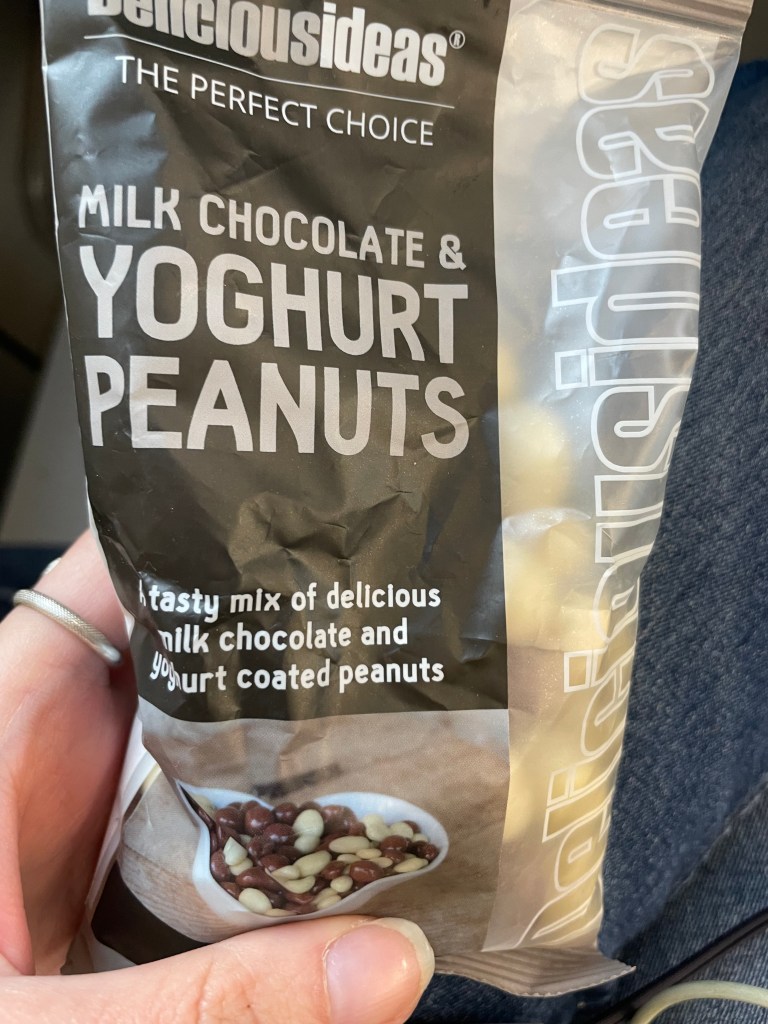 Deliciousideas®
THE PERFECT CHOICE
MILK CHOCOLATE &
YOGHURT
PEANUTS
A tasty mix of delicious
milk chocolate and
yoghurt coated peanuts
Deliciousideas